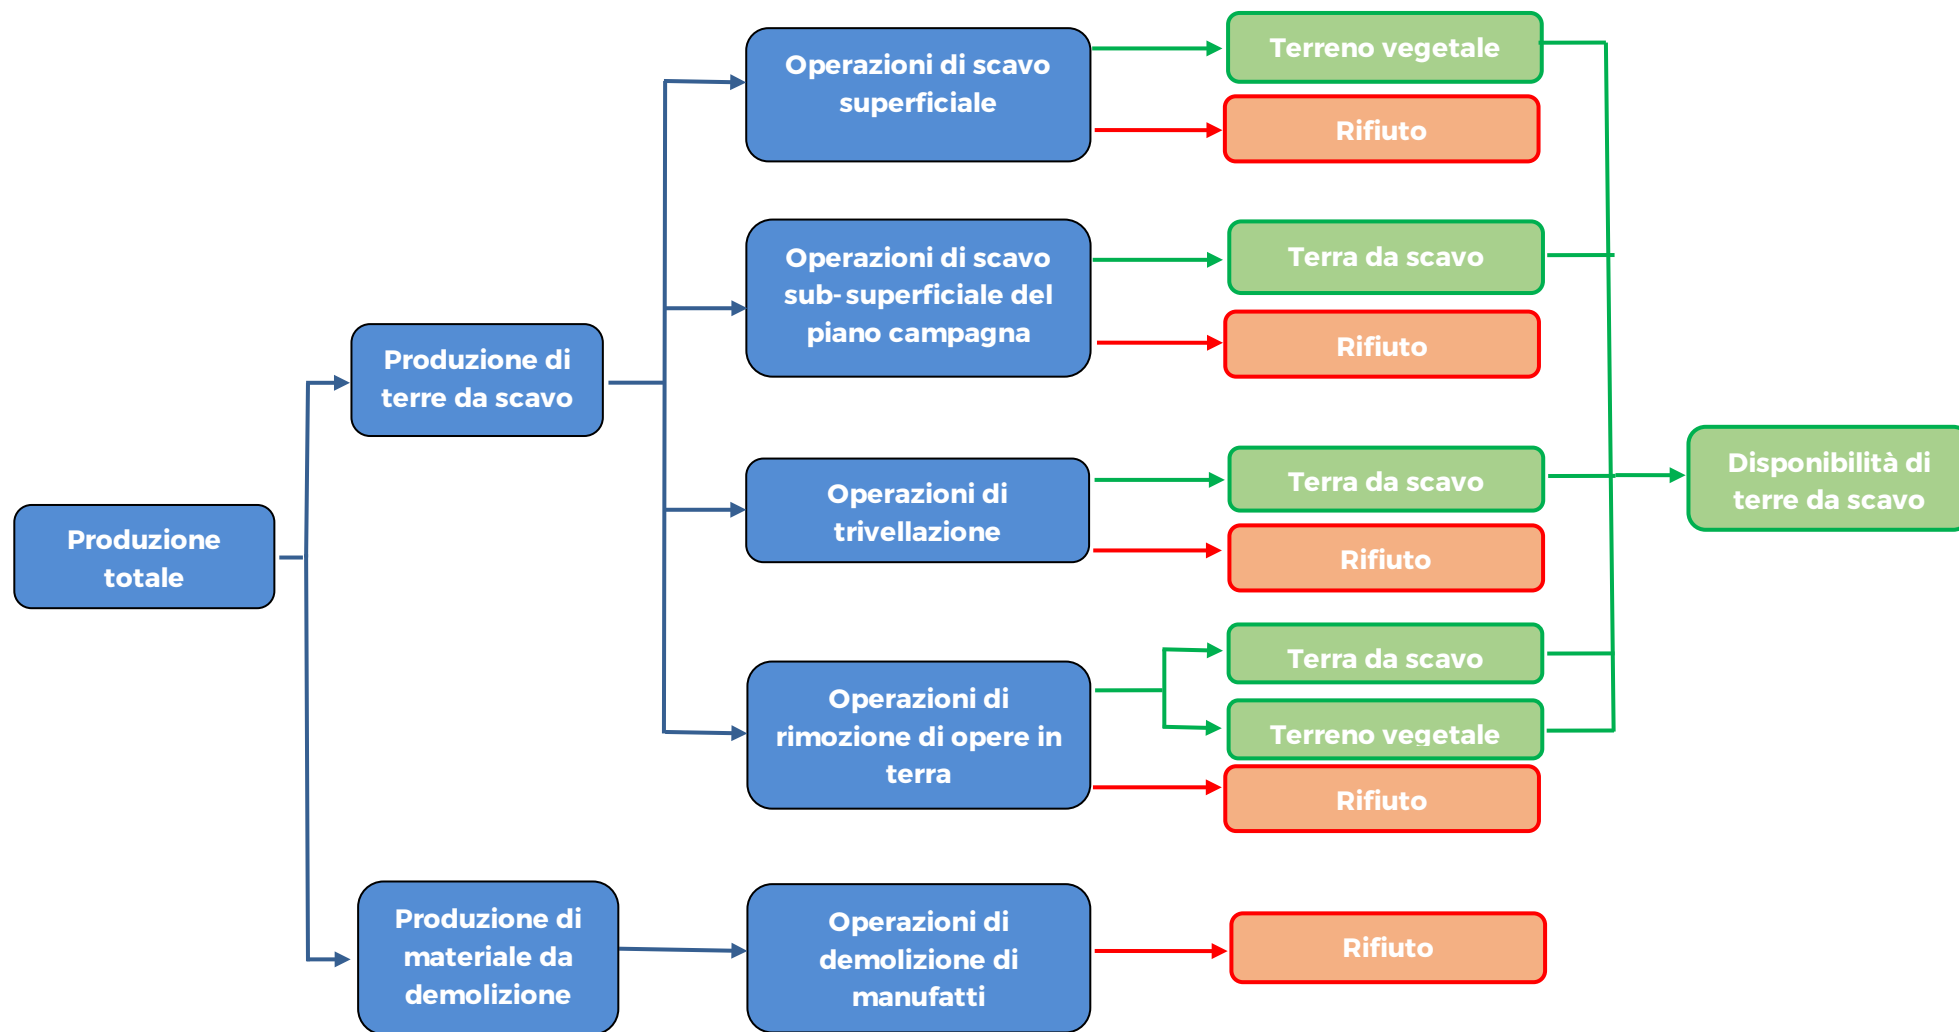 Produzione
totale
Produzione di
terre da scavo
Produzione di
materiale da
demolizione
Operazioni di scavo
superficiale
Operazioni di scavo
sub-superficiale del
piano campagna
Operazioni di
trivellazione
Operazioni di
rimozione di opere in
terra
Operazioni di
demolizione di
manufatti
Terreno vegetale
Rifiuto
Terra da scavo
Rifiuto
Terra da scavo
Rifiuto
Terra da scavo
Terreno vegetale
Rifiuto
Rifiuto
Disponibilità di
terre da scavo